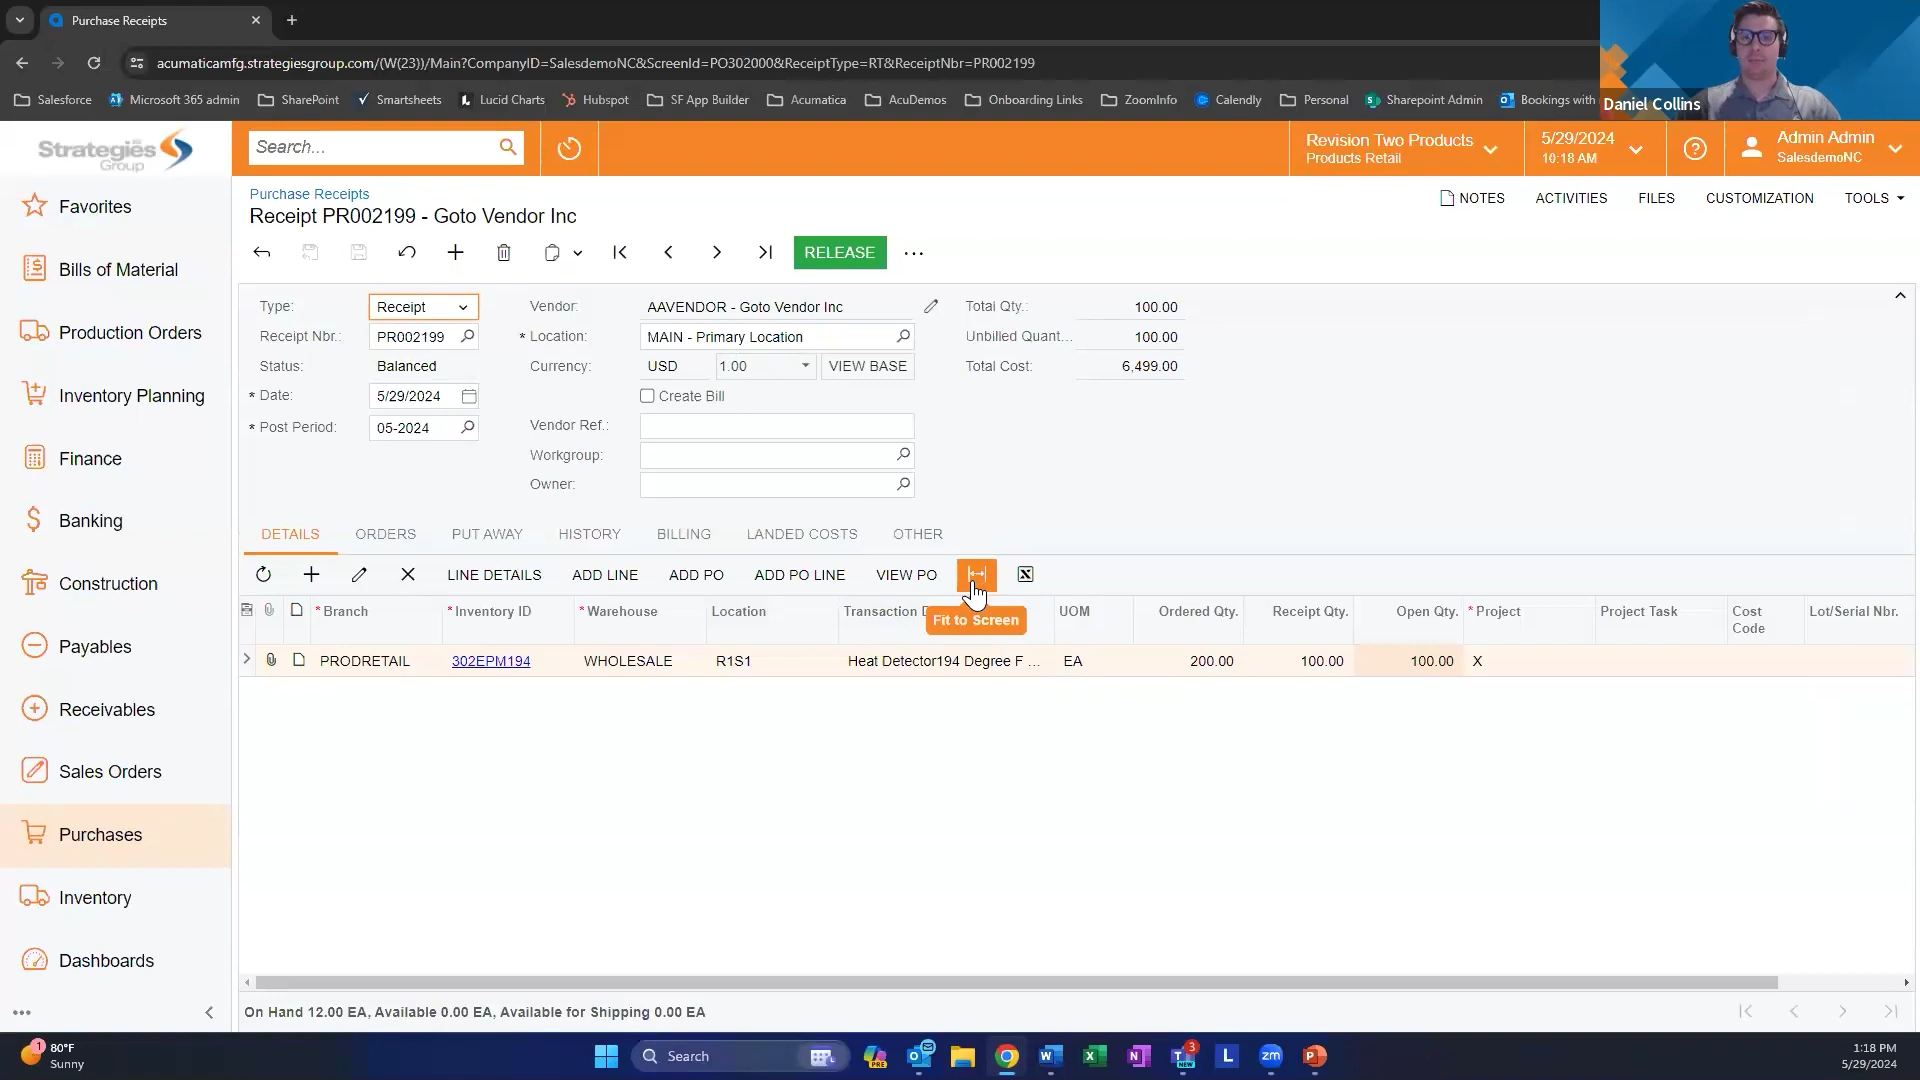 Purchase Receipts
acumaticamfg.strategiesgroup.com/(W(23))/Main?CompanyID=SalesdemoNC&ScreenId=PO302000&ReceiptType=RT&ReceiptNbr=PR002199
Salesforce Microsoft 365 admin SharePoint Smartsheets Lucid Charts Hubspot SF App Builder Acumatica AcuDemos Onboarding Links ZoomInfo Calendly Personal Sharepoint Admin Bookings with
Daniel Collins
Strategies Group
Search...
Revision Two Products
Products Retail
5/29/2024
10:18 AM
Admin Admin
SalesdemoNC
Favorites
Bills of Material
Production Orders
Inventory Planning
Finance
Banking
Construction
Payables
Receivables
Sales Orders
Purchases
Inventory
Dashboards
Purchase Receipts
Receipt PR002199 - Goto Vendor Inc
NOTES ACTIVITIES FILES CUSTOMIZATION TOOLS
RELEASE
Type: Receipt
Receipt Nbr.: PR002199
Status: Balanced
* Date: 5/29/2024
* Post Period: 05-2024
Vendor: AAVENDOR - Goto Vendor Inc
* Location: MAIN - Primary Location
Currency: USD 1.00 VIEW BASE
Create Bill
Vendor Ref.:
Workgroup:
Owner:
Total Qty.: 100.00
Unbilled Quant... 100.00
Total Cost: 6,499.00
DETAILS ORDERS PUT AWAY HISTORY BILLING LANDED COSTS OTHER
LINE DETAILS ADD LINE ADD PO ADD PO LINE VIEW PO
Fit to Screen
* Branch * Inventory ID * Warehouse Location Transaction D UOM Ordered Qty. Receipt Qty. Open Qty. * Project Project Task Cost Code Lot/Serial Nbr.
PRODRETAIL 302EPM194 WHOLESALE R1S1 Heat Detector194 Degree F ... EA 200.00 100.00 100.00 X
On Hand 12.00 EA, Available 0.00 EA, Available for Shipping 0.00 EA
1
80°F
Sunny
Search
PRE
3
NEW
zm
1:18 PM
5/29/2024